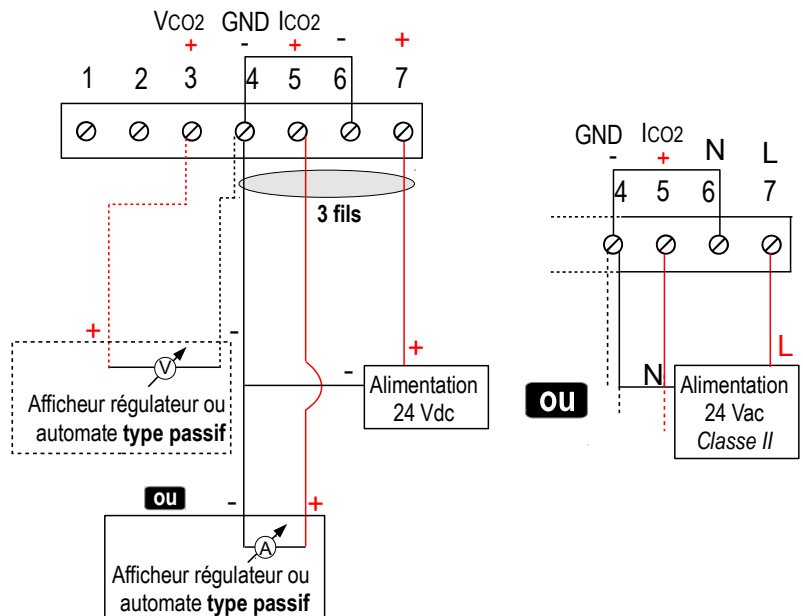 VCO2 GND ICO2
+ - + - +
1 2 3 4 5 6 7
3 fils
+
-
V
Afficheur régulateur ou
automate type passif
-
+
Alimentation
24 Vdc
ou
-
+
A
Afficheur régulateur ou
automate type passif
ou
GND ICO2 N L
- +
4 5 6 7
L
N
Alimentation
24 Vac
Classe II